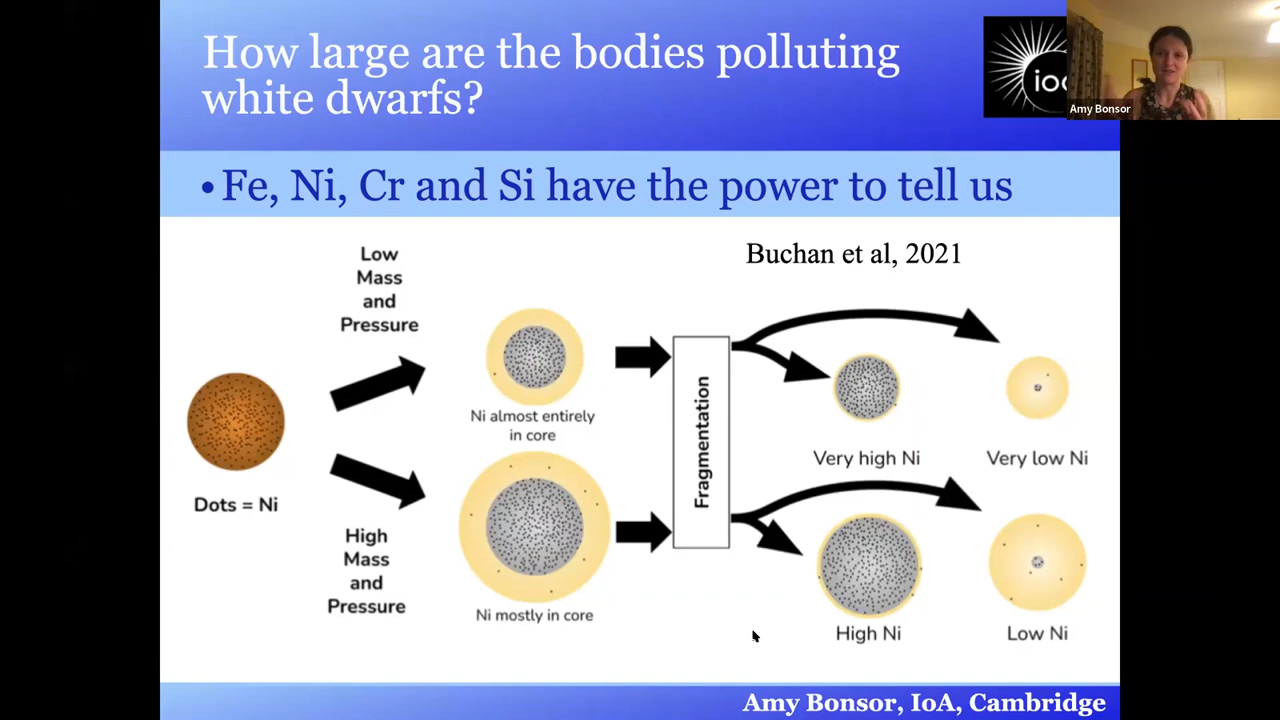 How large are the bodies polluting
white dwarfs?
Amy Bonsor
• Fe, Ni, Cr and Si have the power to tell us
Buchan et al, 2021
Low
Mass
and
Pressure
Ni almost entirely
in core
Fragmentation
Very high Ni
Very low Ni
Dots = Ni
High
Mass
and
Pressure
Ni mostly in core
High Ni
Low Ni
Amy Bonsor, IoA, Cambridge